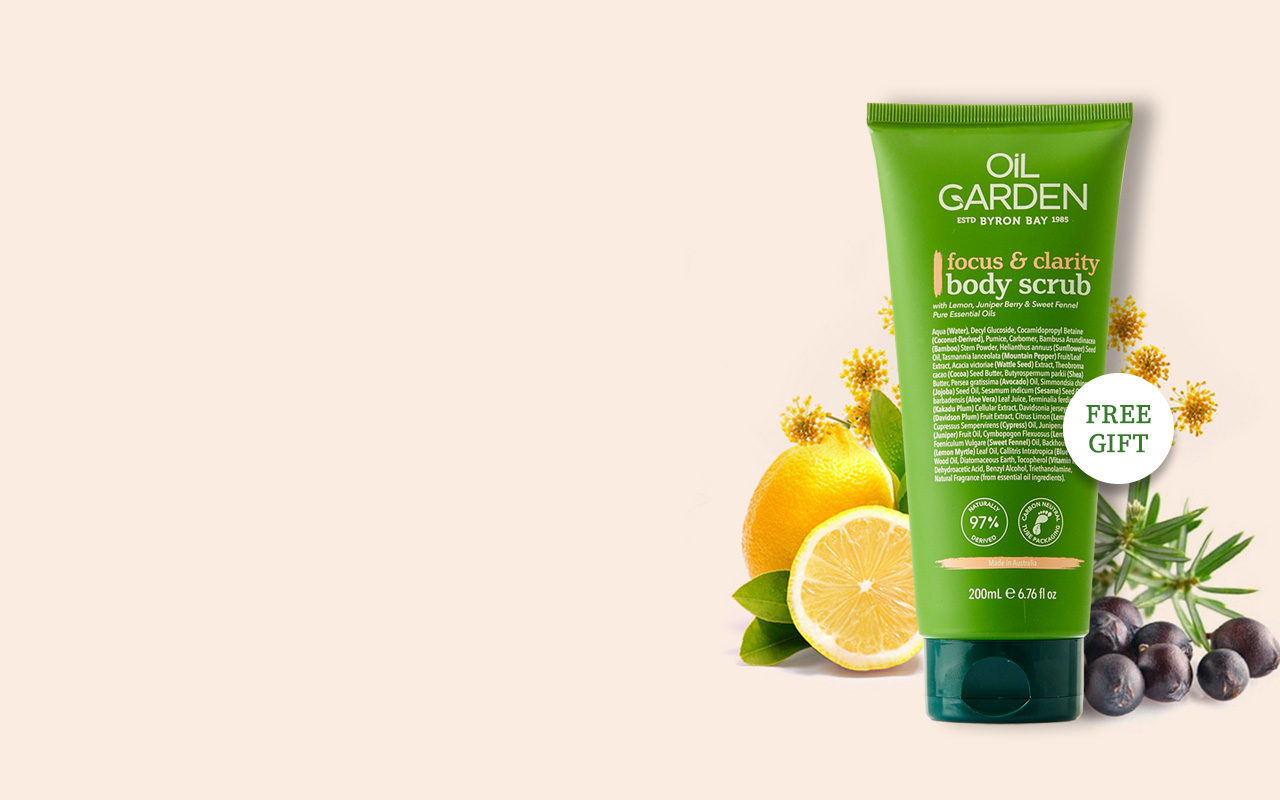 OiL
GARDEN
ESTD BYRON BAY 1985
focus & clarity
body scrub
with Lemon, Juniper Berry & Sweet Fennel
Pure Essential Oils
Aqua (Water), Decyl Glucoside, Cocamidopropyl Betaine
(Coconut-Derived), Pumice, Carbomer, Bambusa Arundinacea
(Bamboo) Stem Powder, Helianthus annuus (Sunflower) Seed
Oil, Tasmannia lanceolata (Mountain Pepper) Fruit/Leaf
Extract, Acacia victoriae (Wattle Seed) Extract, Theobroma
cacao (Cocoa) Seed Butter, Butyrospermum parkii (Shea)
Butter, Persea gratissima (Avocado) Oil, Simmondsia
(Jojoba) Seed Oil, Sesamum indicum (Sesame) Seed
barbadensis (Aloe Vera) Leaf Juice, Terminalia
(Kakadu Plum) Cellular Extract, Davidsonia
(Davidson Plum) Fruit Extract, Citrus Limon
Cupressus Sempervirens (Cypress) Oil,
(Juniper) Fruit Oil, Cymbopogon Flexuosus
Foeniculum Vulgare (Sweet Fennel) Oil,
(Lemon Myrtle) Leaf Oil, Callitris Intratropica (Blue
Wood Oil, Diatomaceous Earth, Tocopherol (Vitamin
Dehydroacetic Acid, Benzyl Alcohol, Triethanolamine,
Natural Fragrance (from essential oil ingredients).
FREE
GIFT
NATURALLY
97%
DERIVED
CARBON NEUTRAL
TUBE PACKAGING
Made in Australia
200mL ℮ 6.76 fl oz